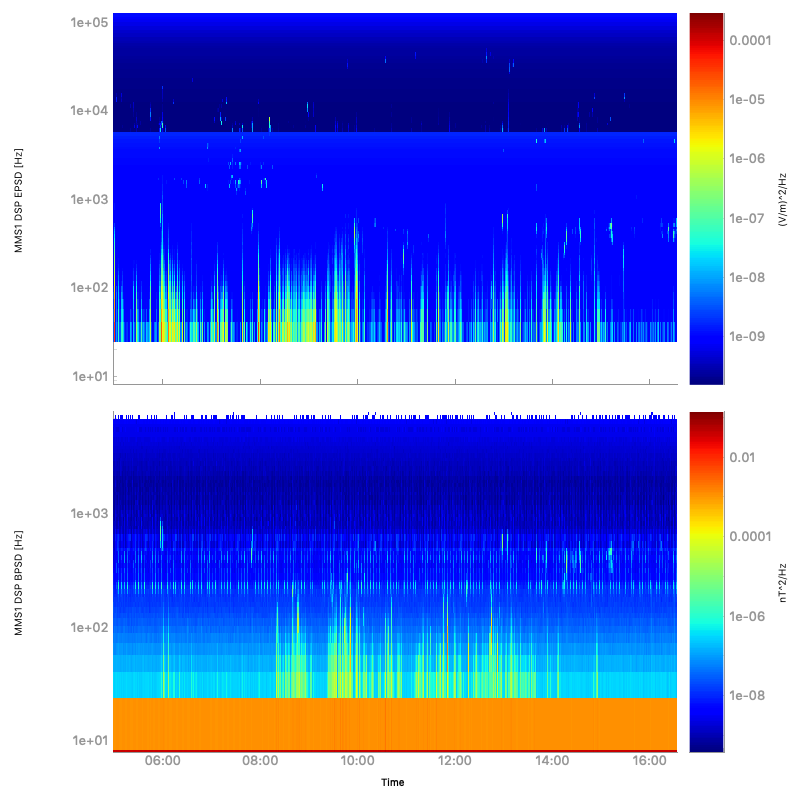 MMS1 DSP EPSD [Hz]
1e+05
1e+04
1e+03
1e+02
1e+01
0.0001
1e-05
1e-06
1e-07
1e-08
1e-09
(V/m)^2/Hz
MMS1 DSP BPSD [Hz]
1e+03
1e+02
1e+01
0.01
0.0001
1e-06
1e-08
nT^2/Hz
06:00 08:00 10:00 12:00 14:00 16:00
Time